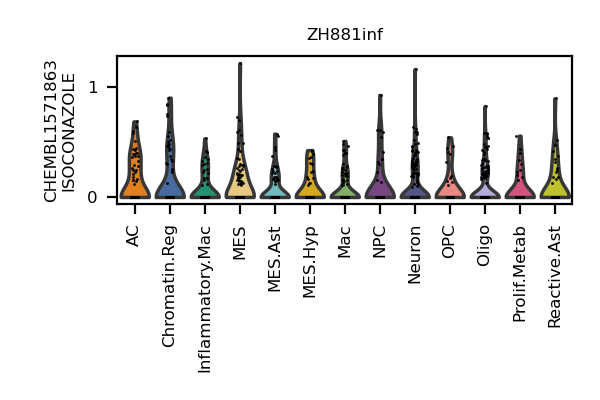 ZH881inf
CHEMBL1571863
ISOCONAZOLE
1
0
AC
Chromatin.Reg
Inflammatory.Mac
MES
MES.Ast
MES.Hyp
Mac
NPC
Neuron
OPC
Oligo
Prolif.Metab
Reactive.Ast